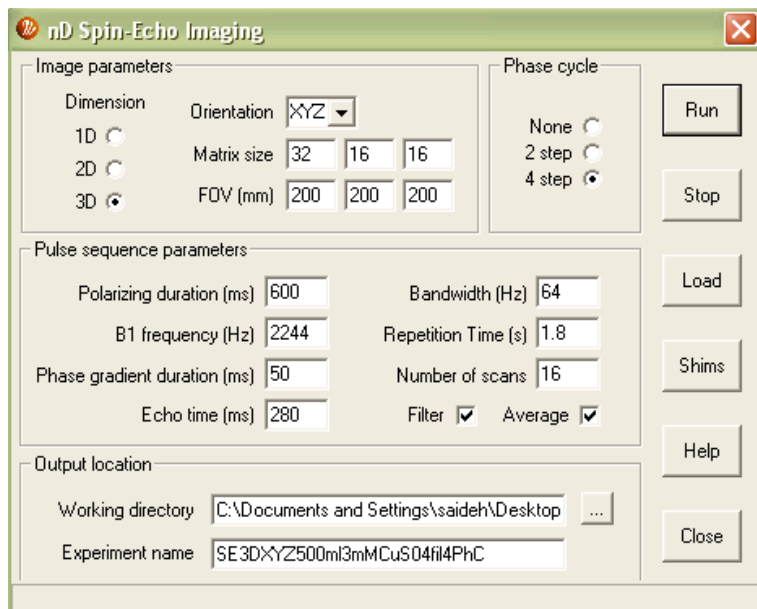 nD Spin-Echo Imaging
Image parameters
Dimension
1D
2D
3D
Orientation XYZ
Matrix size 32 16 16
FOV (mm) 200 200 200
Phase cycle
None
2 step
4 step
Pulse sequence parameters
Polarizing duration (ms) 600
B1 frequency (Hz) 2244
Phase gradient duration (ms) 50
Echo time (ms) 280
Bandwidth (Hz) 64
Repetition Time (s) 1.8
Number of scans 16
Filter Average
Output location
Working directory C:\Documents and Settings\saideh\Desktop ...
Experiment name SE3DXYZ500ml3mMCuSO4fil4PhC
Run
Stop
Load
Shims
Help
Close